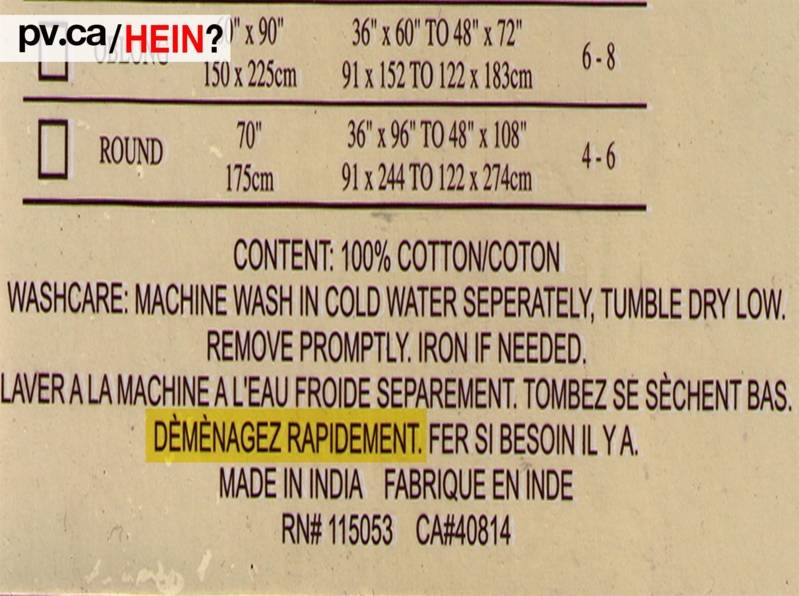 pv.ca/HEIN?
0" x 90" 36" x 60" TO 48" x 72"
150 x 225cm 91 x 152 TO 122 x 183cm 6 - 8
ROUND 70" 36" x 96" TO 48" x 108"
175cm 91 x 244 TO 122 x 274cm 4 - 6
CONTENT: 100% COTTON/COTON
WASHCARE: MACHINE WASH IN COLD WATER SEPERATELY, TUMBLE DRY LOW.
REMOVE PROMPTLY. IRON IF NEEDED.
LAVER A LA MACHINE A L'EAU FROIDE SEPAREMENT. TOMBEZ SE SÈCHENT BAS.
DÈMÈNAGEZ RAPIDEMENT. FER SI BESOIN IL Y A.
MADE IN INDIA FABRIQUE EN INDE
RN# 115053 CA#40814